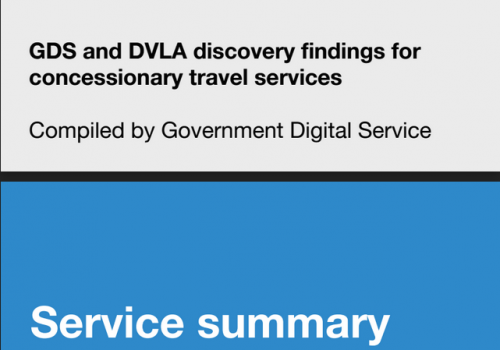 GDS and DVLA discovery findings for
concessionary travel services
Compiled by Government Digital Service
Service summary